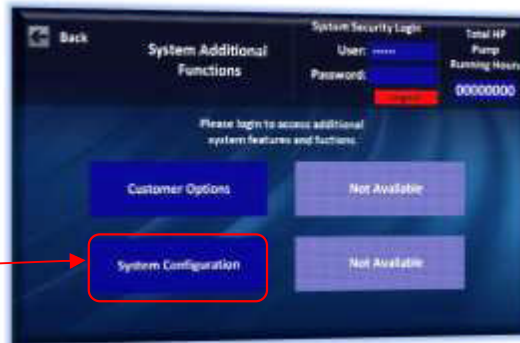 Back
System Additional
Functions
System Security Login
User: ******
Password:
Total HP
Pump
Running Hours
00000000
Please login to access additional
system features and fuctions
Customer Options
Not Available
System Configuration
Not Available